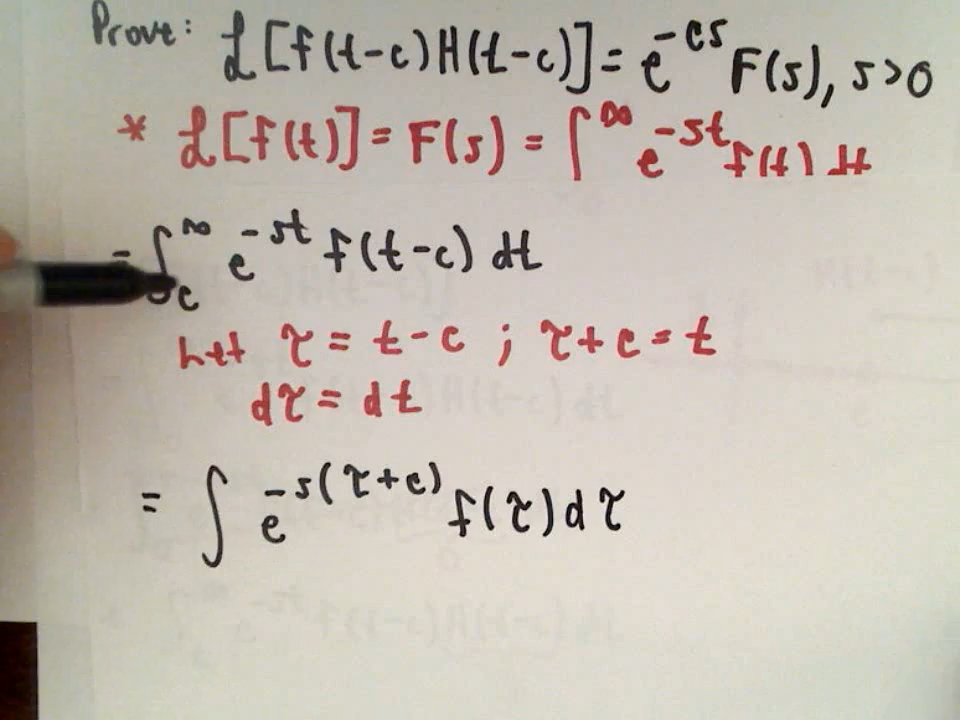 Prove: ℒ[f(t-c)H(t-c)] = e^{-cs} F(s), s>0
* ℒ[f(t)] = F(s) = ∫^∞ e^{-st} f(t) dt
= ∫_c^∞ e^{-st} f(t-c) dt
let τ = t-c ; τ+c = t
dτ = dt
= ∫ e^{-s(τ+c)} f(τ)dτ